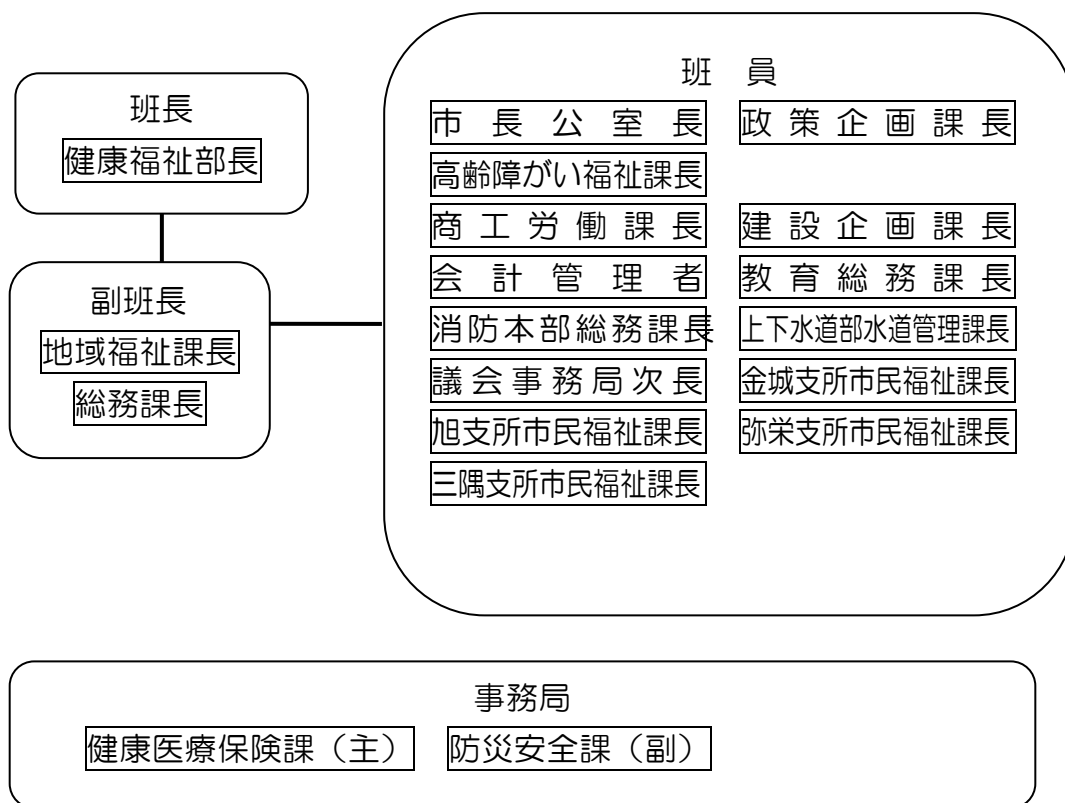 班長
健康福祉部長
副班長
地域福祉課長
総務課長
班　員
市長公室長　政策企画課長
高齢障がい福祉課長
商工労働課長　建設企画課長
会計管理者　教育総務課長
消防本部総務課長　上下水道部水道管理課長
議会事務局次長　金城支所市民福祉課長
旭支所市民福祉課長　弥栄支所市民福祉課長
三隅支所市民福祉課長
事務局
健康医療保険課（主）　防災安全課（副）